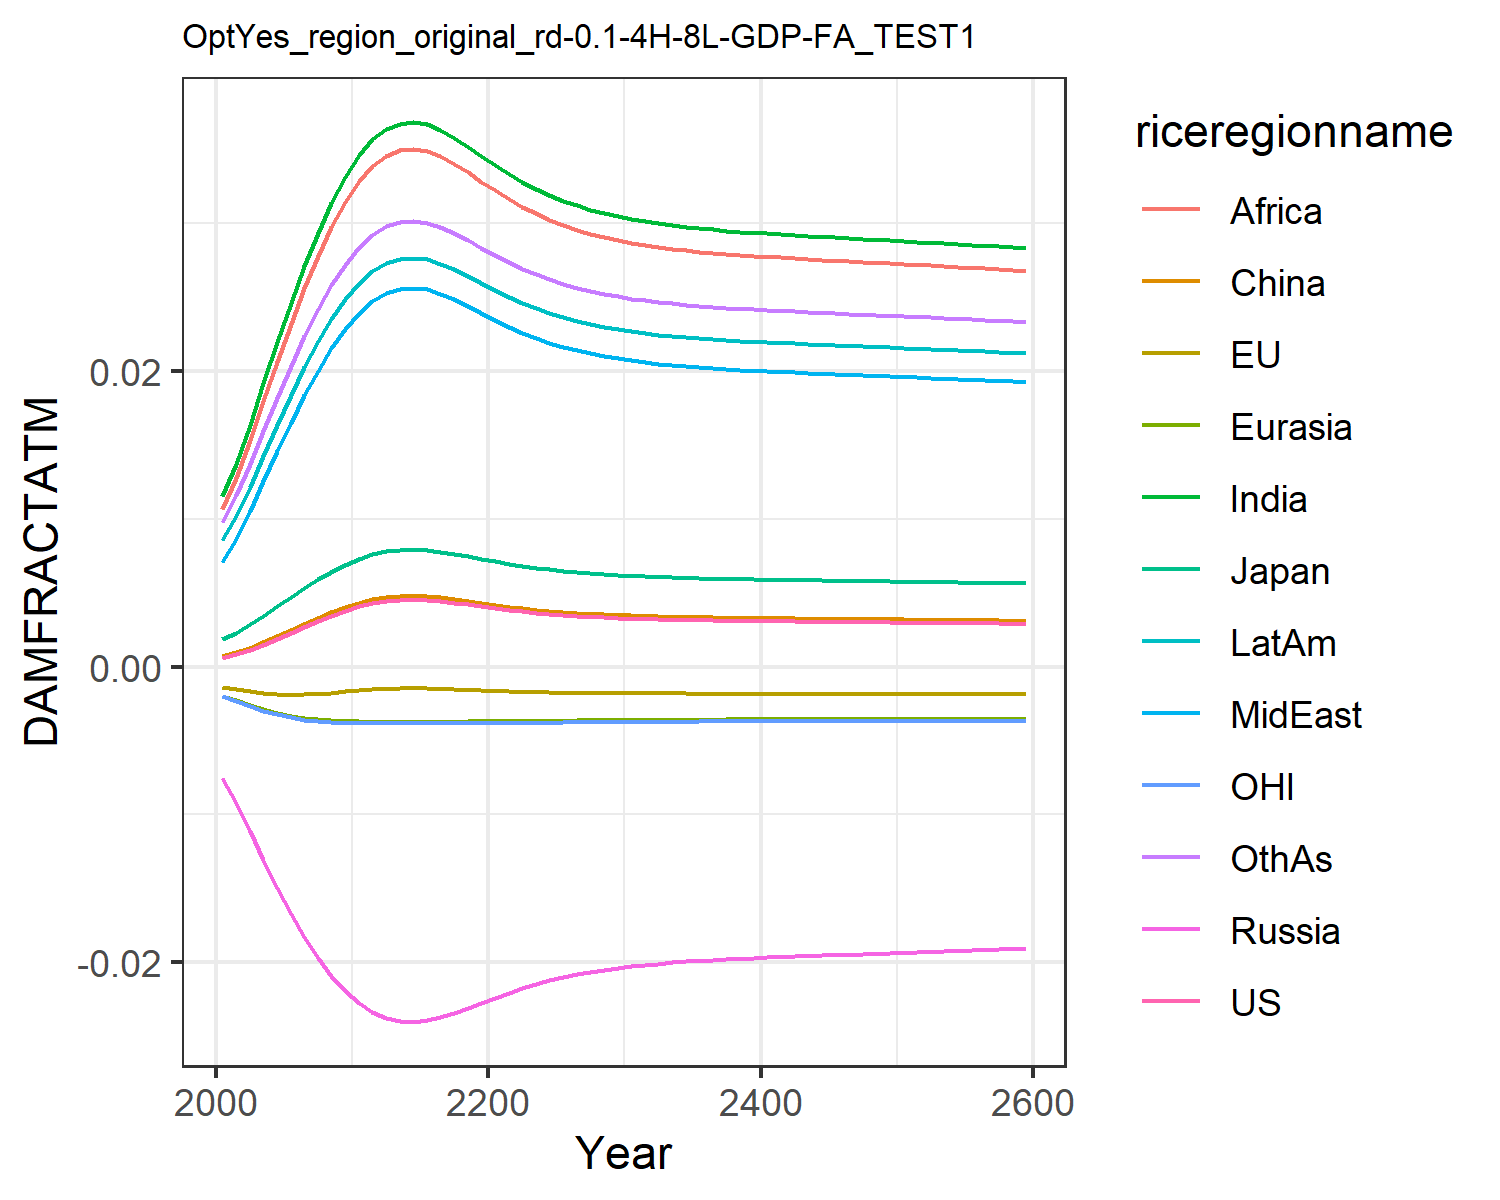 OptYes_region_original_rd-0.1-4H-8L-GDP-FA_TEST1
DAMFRACTATM
0.02
0.00
-0.02
2000 2200 2400 2600
Year
riceregionname
Africa
China
EU
Eurasia
India
Japan
LatAm
MidEast
OHI
OthAs
Russia
US